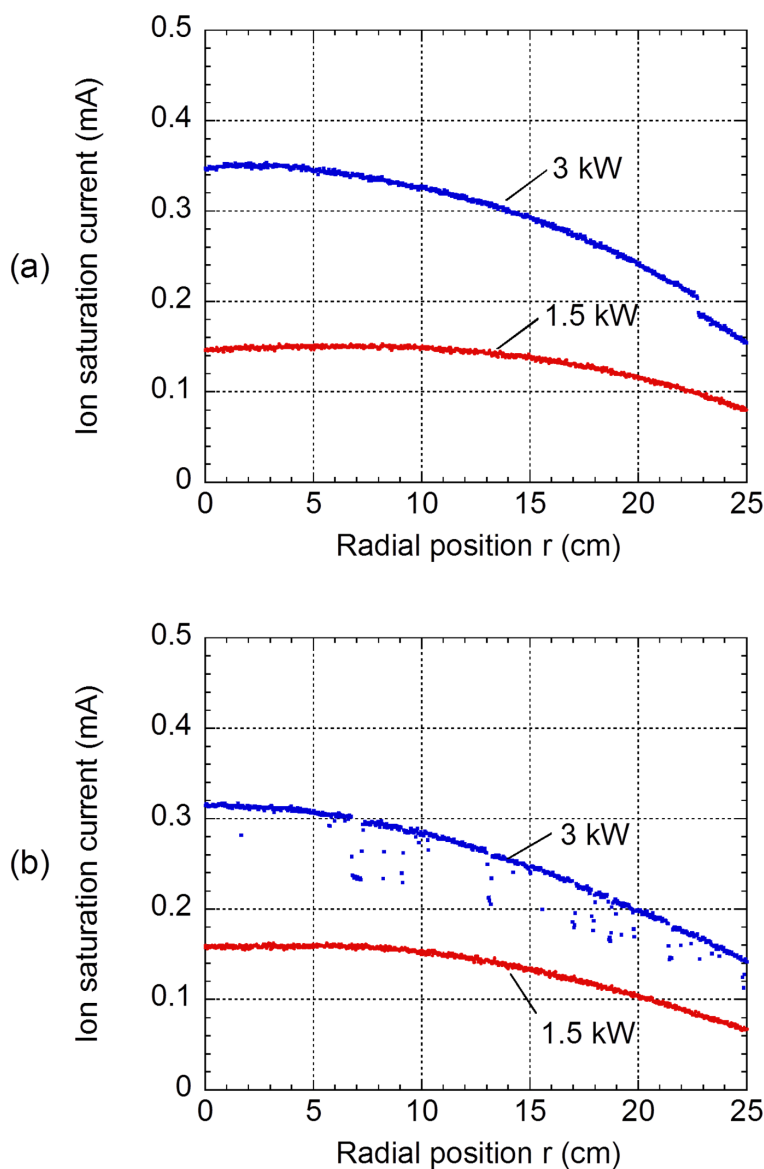 (a)
Ion saturation current (mA)
0.5
0.4
0.3
0.2
0.1
0
3 kW
1.5 kW
0 5 10 15 20 25
Radial position r (cm)
(b)
Ion saturation current (mA)
0.5
0.4
0.3
0.2
0.1
0
3 kW
1.5 kW
0 5 10 15 20 25
Radial position r (cm)